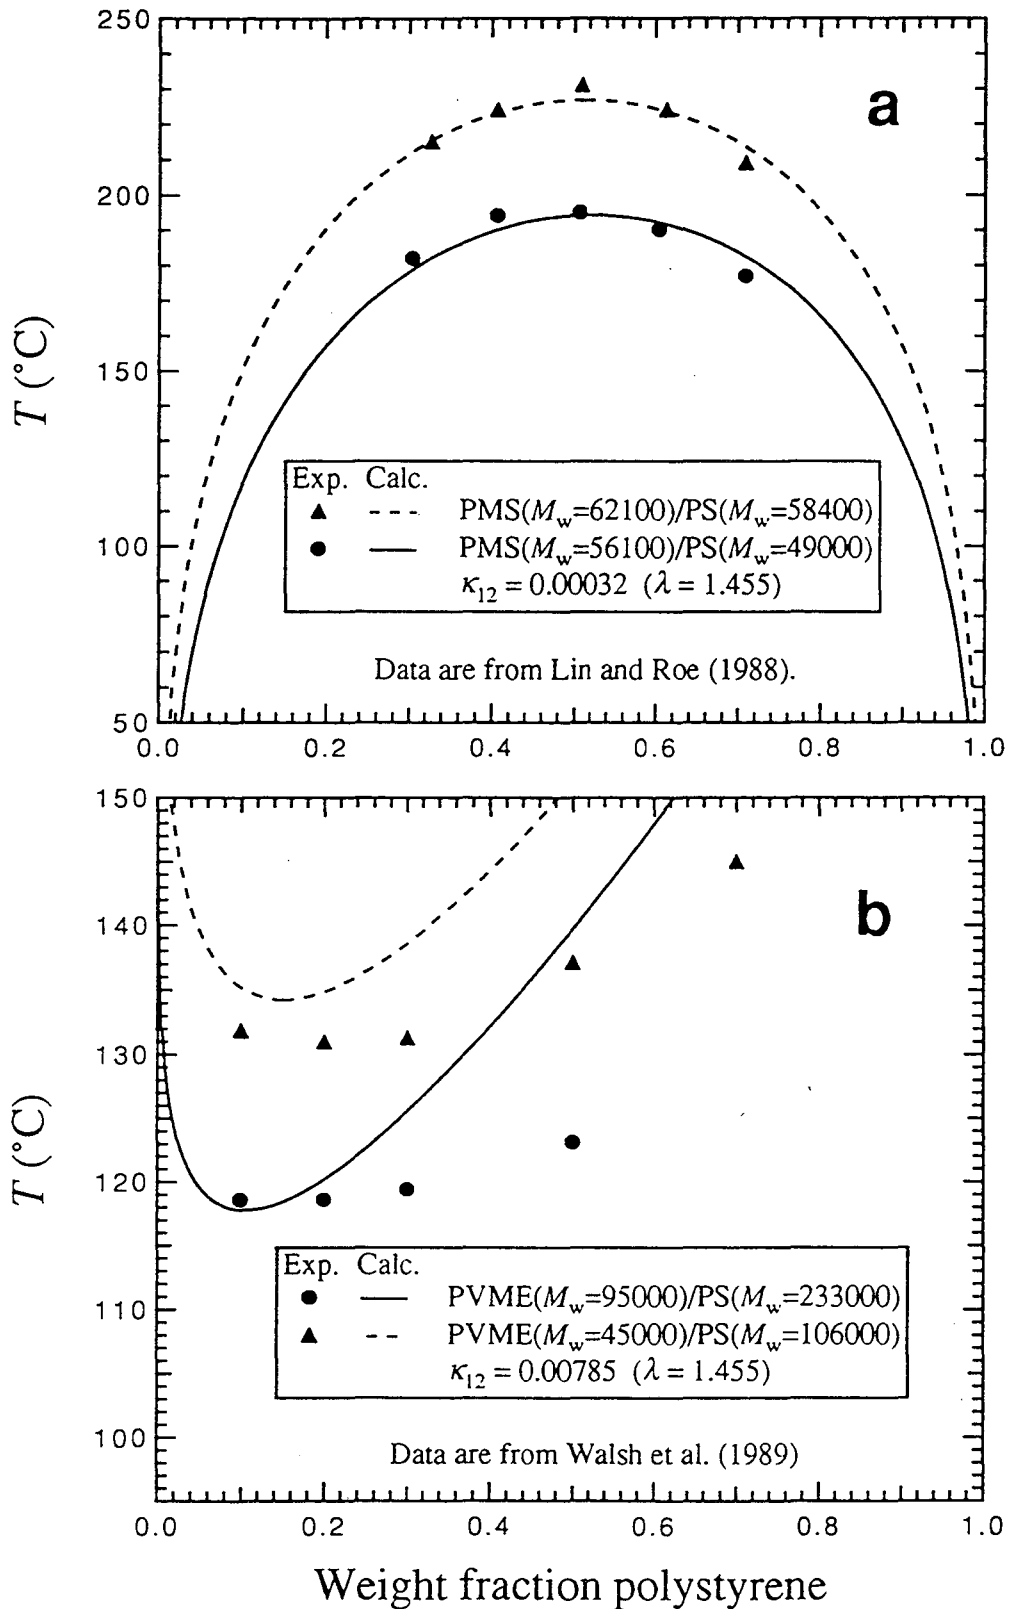 250
a
200
T (°C)
150
Exp. Calc.
▲ --- PMS(Mw=62100)/PS(Mw=58400)
● — PMS(Mw=56100)/PS(Mw=49000)
κ12 = 0.00032 (λ = 1.455)
100
Data are from Lin and Roe (1988).
50
0.0 0.2 0.4 0.6 0.8 1.0
150
b
140
130
T (°C)
120
Exp. Calc.
● — PVME(Mw=95000)/PS(Mw=233000)
▲ -- PVME(Mw=45000)/PS(Mw=106000)
κ12 = 0.00785 (λ = 1.455)
110
100
Data are from Walsh et al. (1989)
0.0 0.2 0.4 0.6 0.8 1.0
Weight fraction polystyrene